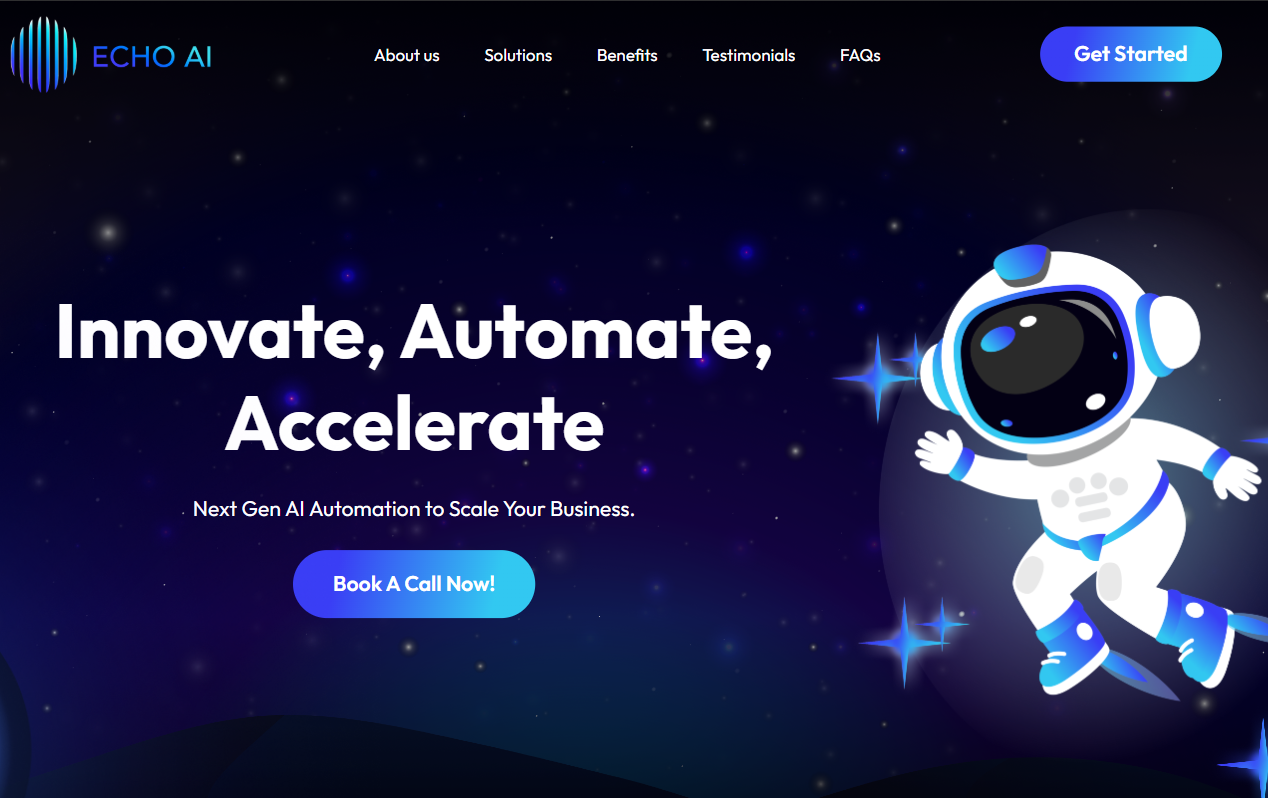 ECHO AI
About us
Solutions
Benefits
Testimonials
FAQs
Get Started
Innovate, Automate,
Accelerate
Next Gen AI Automation to Scale Your Business.
Book A Call Now!